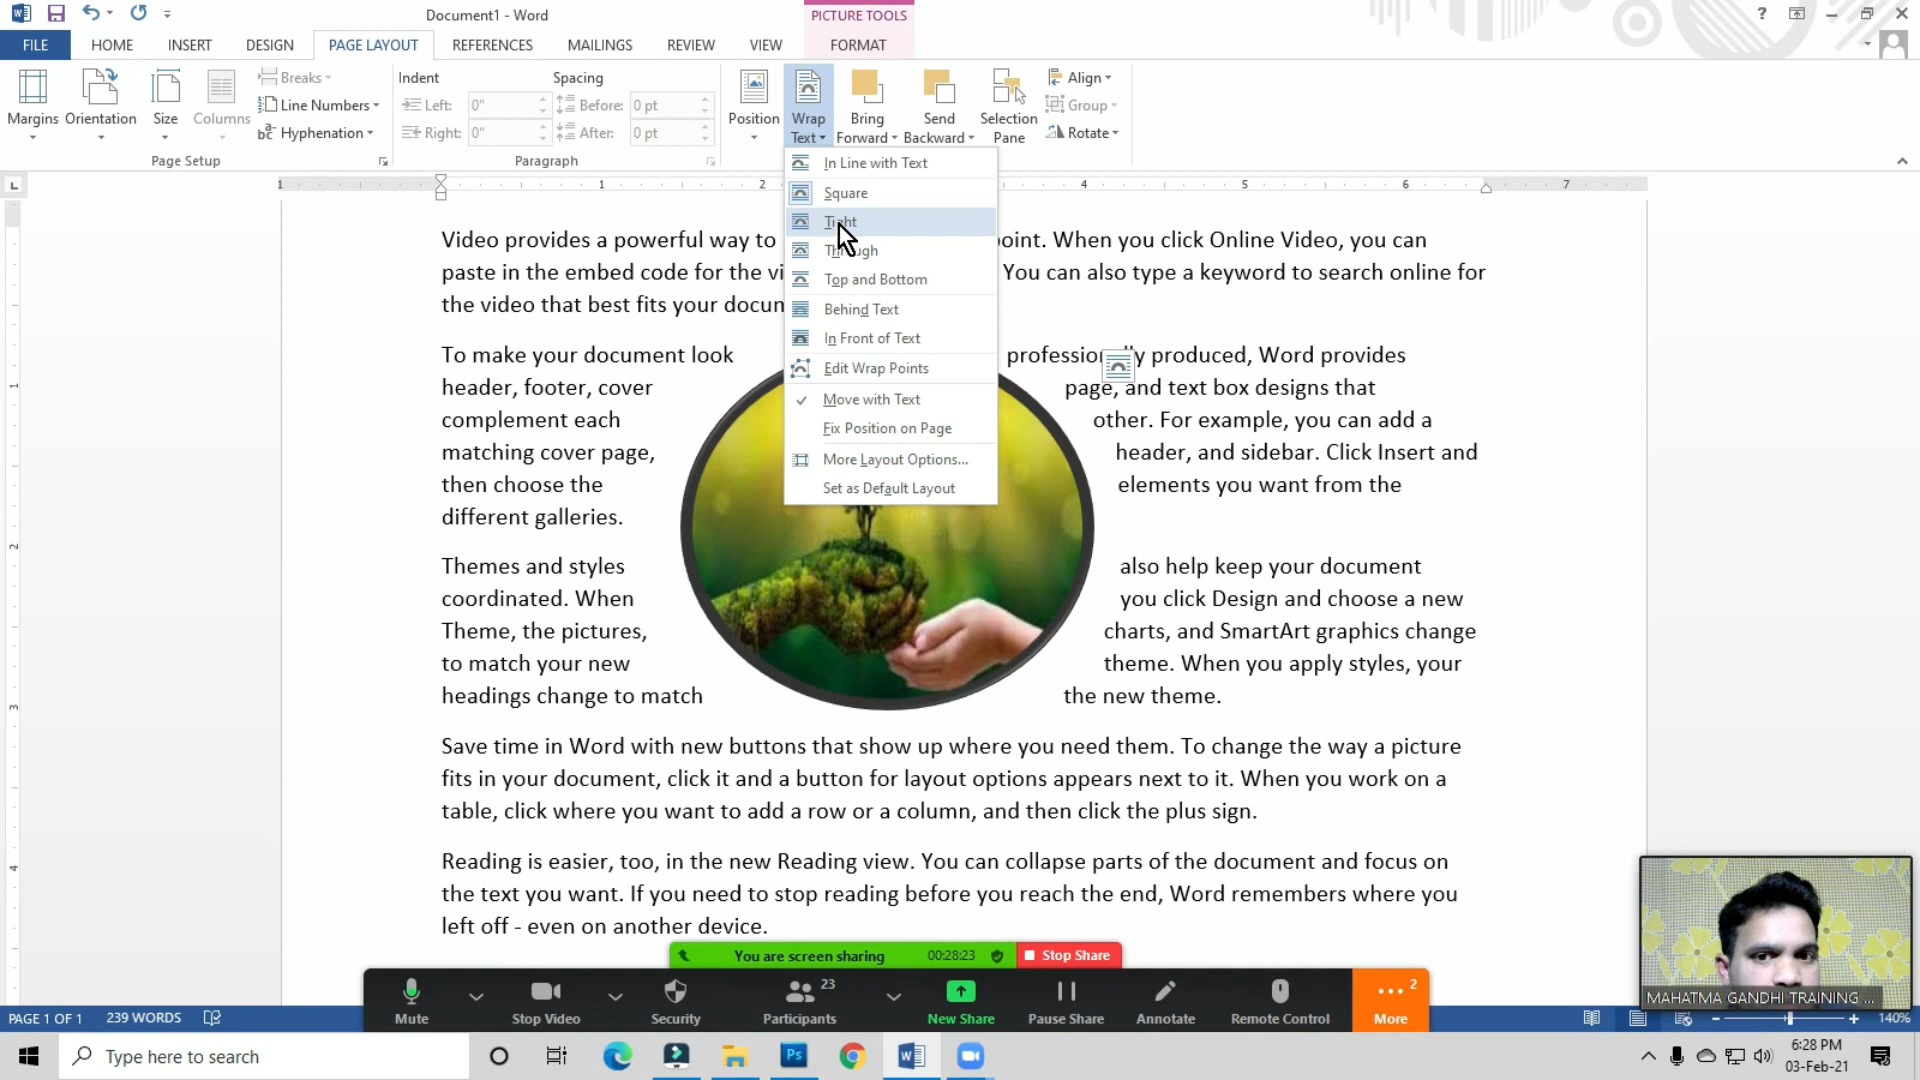 Document1 - Word
PICTURE TOOLS
FILE HOME INSERT DESIGN PAGE LAYOUT REFERENCES MAILINGS REVIEW VIEW FORMAT
Margins Orientation Size Columns
Breaks
Line Numbers
Hyphenation
Page Setup
Indent
Left: 0"
Right: 0"
Spacing
Before: 0 pt
After: 0 pt
Paragraph
Position
Wrap
Text
Bring
Forward
Send
Backward
Selection
Pane
Align
Group
Rotate
In Line with Text
Square
Tight
Through
Top and Bottom
Behind Text
In Front of Text
Edit Wrap Points
Move with Text
Fix Position on Page
More Layout Options...
Set as Default Layout
1 1 2 4 5 6 7
1
2
3
4
Video provides a powerful way to oint. When you click Online Video, you can
paste in the embed code for the vi You can also type a keyword to search online for
the video that best fits your docun
To make your document look professionally produced, Word provides
header, footer, cover page, and text box designs that
complement each other. For example, you can add a
matching cover page, header, and sidebar. Click Insert and
then choose the elements you want from the
different galleries.
Themes and styles also help keep your document
coordinated. When you click Design and choose a new
Theme, the pictures, charts, and SmartArt graphics change
to match your new theme. When you apply styles, your
headings change to match the new theme.
Save time in Word with new buttons that show up where you need them. To change the way a picture
fits in your document, click it and a button for layout options appears next to it. When you work on a
table, click where you want to add a row or a column, and then click the plus sign.
Reading is easier, too, in the new Reading view. You can collapse parts of the document and focus on
the text you want. If you need to stop reading before you reach the end, Word remembers where you
left off - even on another device.
You are screen sharing 00:28:23 Stop Share
Mute
Stop Video
Security
Participants 23
New Share
Pause Share
Annotate
Remote Control
More 2
MAHATMA GANDHI TRAINING ...
PAGE 1 OF 1 239 WORDS 140%
Type here to search
Ps
6:28 PM
03-Feb-21